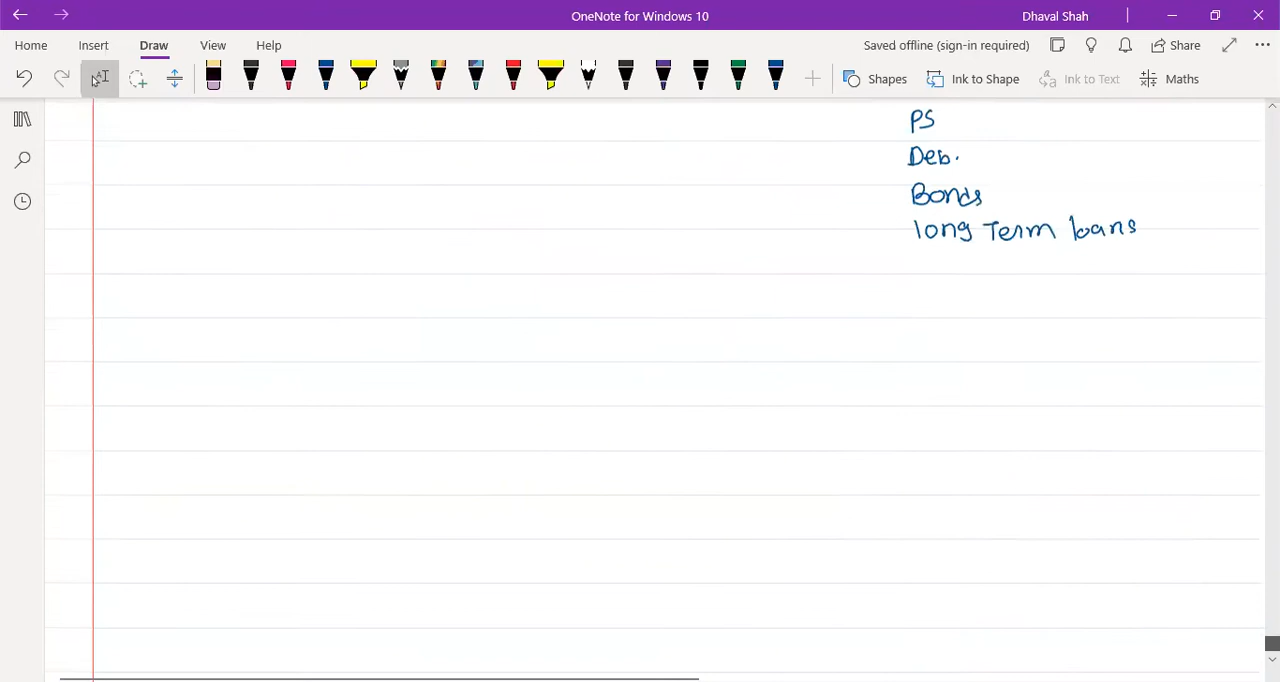 OneNote for Windows 10
Dhaval Shah
Home Insert Draw View Help
Saved offline (sign-in required)
Share
Shapes
Ink to Shape
Ink to Text
Maths
PS
Deb.
Bonds
long Term loans